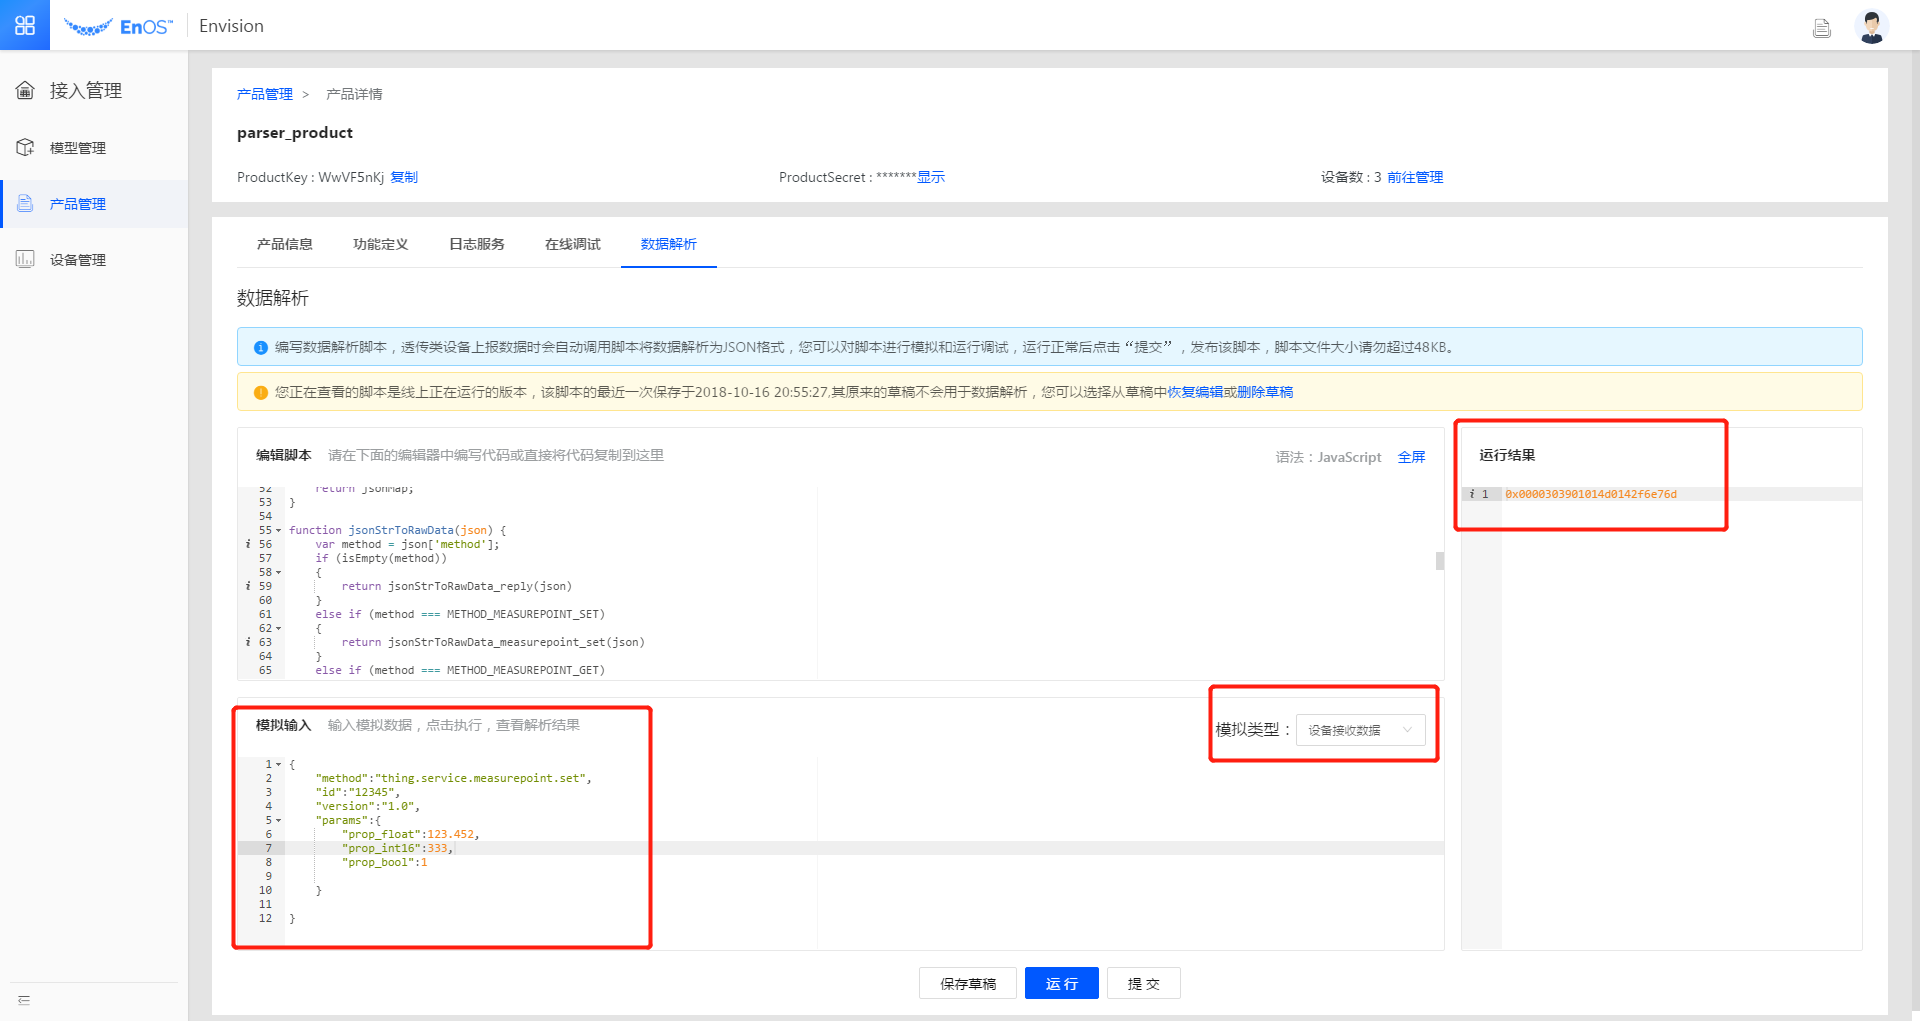 EnOS™ Envision
接入管理
模型管理
产品管理
设备管理
产品管理 > 产品详情
parser_product
ProductKey : WwVF5nKj 复制
ProductSecret : *******显示
设备数 : 3 前往管理
产品信息 功能定义 日志服务 在线调试 数据解析
数据解析
编写数据解析脚本，透传类设备上报数据时会自动调用脚本将数据解析为JSON格式，您可以对脚本进行模拟和运行调试，运行正常后点击“提交”，发布该脚本，脚本文件大小请勿超过48KB。
您正在查看的脚本是线上正在运行的版本，该脚本的最近一次保存于2018-10-16 20:55:27,其原来的草稿不会用于数据解析，您可以选择从草稿中恢复编辑或删除草稿
编辑脚本 请在下面的编辑器中编写代码或直接将代码复制到这里
语法：JavaScript 全屏
52 return jsonMap;
53 }
54
55 function jsonStrToRawData(json) {
i 56 var method = json['method'];
57 if (isEmpty(method))
58 {
i 59 return jsonStrToRawData_reply(json)
60 }
61 else if (method === METHOD_MEASUREPOINT_SET)
62 {
i 63 return jsonStrToRawData_measurepoint_set(json)
64 }
65 else if (method === METHOD_MEASUREPOINT_GET)
运行结果
i 1 0x0000303901014d0142f6e76d
模拟输入 输入模拟数据，点击执行，查看解析结果
模拟类型： 设备接收数据
1 {
2 "method":"thing.service.measurepoint.set",
3 "id":"12345",
4 "version":"1.0",
5 "params":{
6 "prop_float":123.452,
7 "prop_int16":333,
8 "prop_bool":1
9
10 }
11
12 }
保存草稿 运 行 提 交